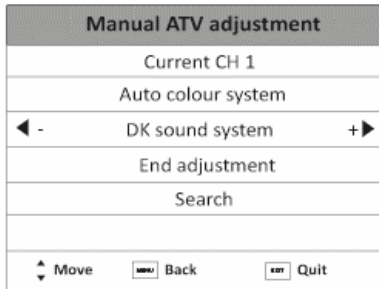 Manual ATV adjustment
Current CH 1
Auto colour system
◀ - DK sound system +▶
End adjustment
Search
Move MENU Back EXIT Quit